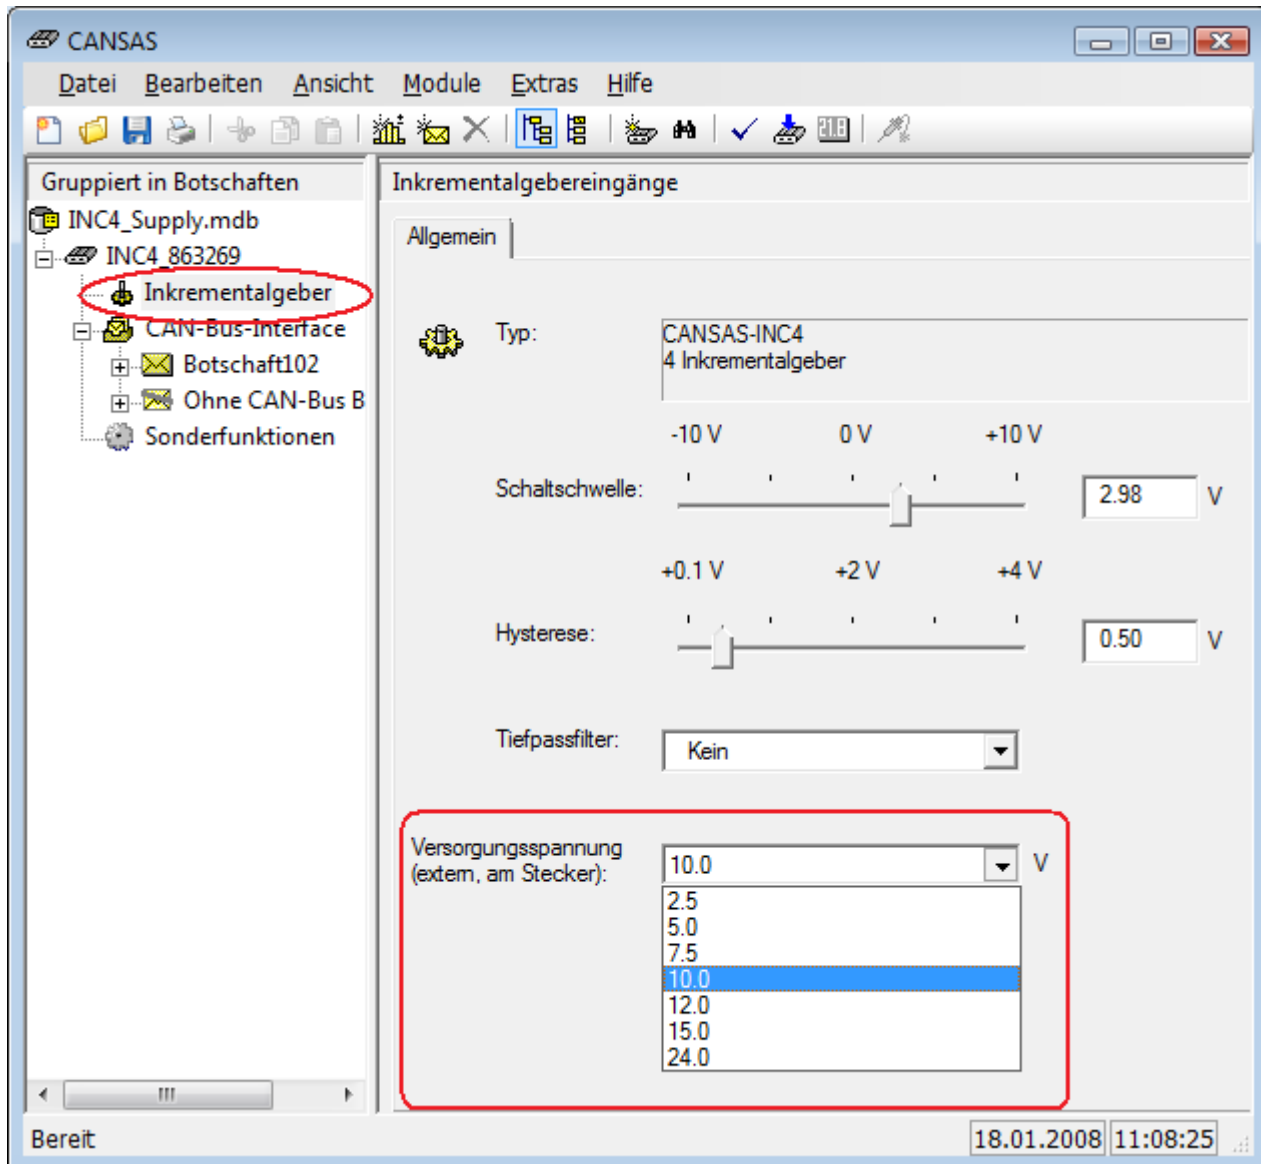 CANSAS
Datei Bearbeiten Ansicht Module Extras Hilfe
Gruppiert in Botschaften
INC4_Supply.mdb
INC4_863269
Inkrementalgeber
CAN-Bus-Interface
Botschaft102
Ohne CAN-Bus B
Sonderfunktionen
Inkrementalgebereingänge
Allgemein
Typ: CANSAS-INC4
4 Inkrementalgeber
-10 V 0 V +10 V
Schaltschwelle: 2.98 V
+0.1 V +2 V +4 V
Hysterese: 0.50 V
Tiefpassfilter: Kein
Versorgungsspannung
(extern, am Stecker): 10.0 V
2.5
5.0
7.5
10.0
12.0
15.0
24.0
Bereit 18.01.2008 11:08:25